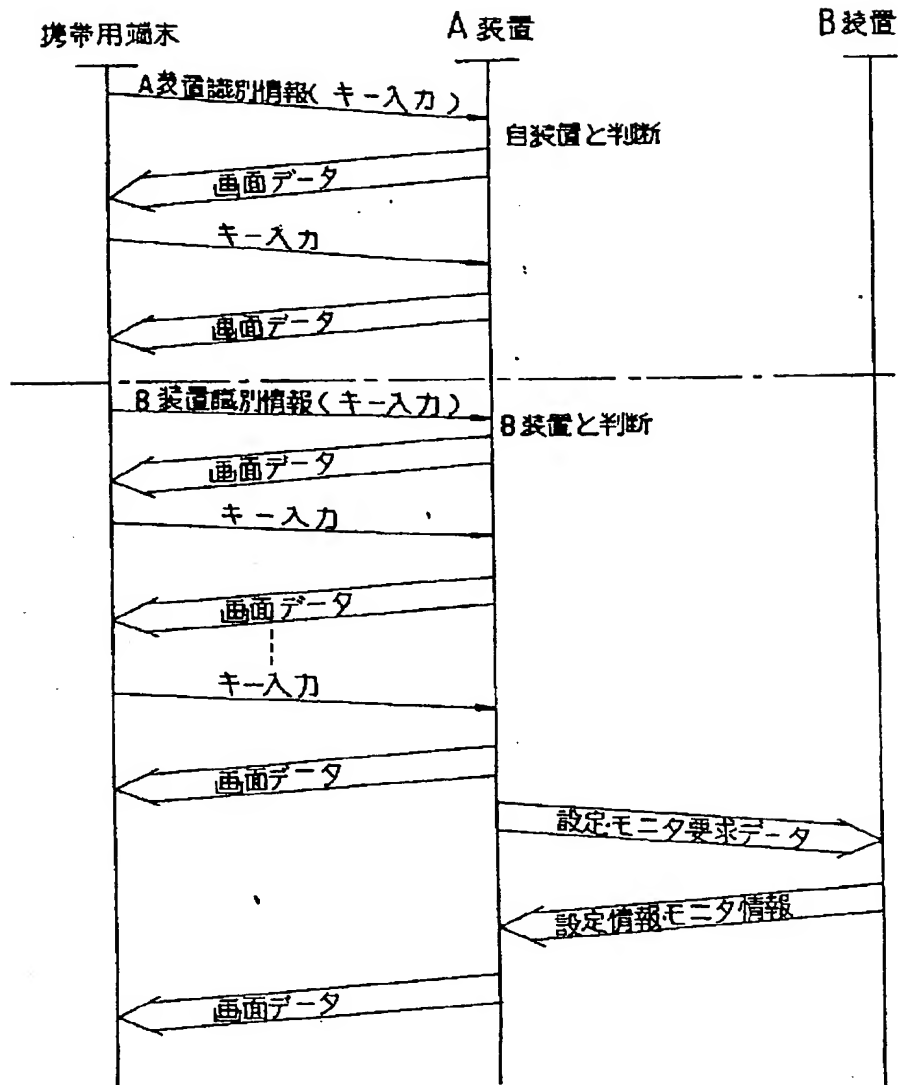 携帯用端末
A装置
B装置
A装置識別情報(キー入力)
自装置と判断
画面データ
キー入力
画面データ
B装置識別情報(キー入力)
B装置と判断
画面データ
キー入力
画面データ
キー入力
画面データ
設定・モニタ要求データ
設定情報・モニタ情報
画面データ